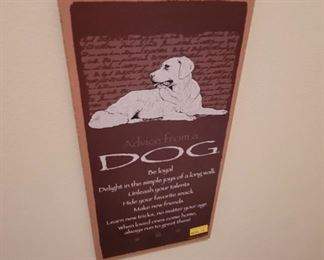 Advice from a
DOG
Be loyal
Delight in the simple joys of a long walk
Unleash your talents
Hide your favorite snack
Make new friends
Learn new tricks, no matter your age
When loved ones come home,
always run to greet them!